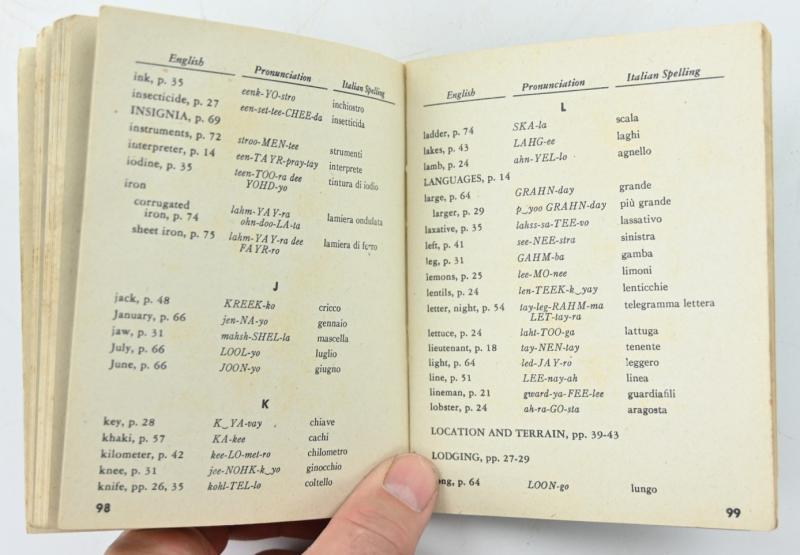 English Pronunciation Italian Spelling
ink, p. 35 eenk-YO-stro inchiostro
insecticide, p. 27 een-set-tee-CHEE-da insetticida
INSIGNIA, p. 69
instruments, p. 72 stroo-MEN-tee strumenti
interpreter, p. 14 een-TAYR-pray-tay interprete
iodine, p. 35 teen-TOO-ra dee tintura di iodio
YOHD-yo
iron
corrugated
iron, p. 74 lahm-YAY-ra lamiera ondulata
ohn-doo-LA-ta
sheet iron, p. 75 lahm-YAY-ra dee lamiera di ferro
FAYR-ro
J
jack, p. 48 KREEK-ko cricco
January, p. 66 jen-NA-yo gennaio
jaw, p. 31 mahsh-SHEL-la mascella
July, p. 66 LOOL-yo luglio
June, p. 66 JOON-yo giugno
K
key, p. 28 K‿YA-vay chiave
khaki, p. 57 KA-kee cachi
kilometer, p. 42 kee-LO-met-ro chilometro
knee, p. 31 jee-NOHK-k‿yo ginocchio
knife, pp. 26, 35 kohl-TEL-lo coltello
98
English Pronunciation Italian Spelling
L
ladder, p. 74 SKA-la scala
lakes, p. 43 LAHG-ee laghi
lamb, p. 24 ahn-YEL-lo agnello
LANGUAGES, p. 14
large, p. 64 GRAHN-day grande
larger, p. 29 p‿yoo GRAHN-day più grande
laxative, p. 35 lahss-sa-TEE-vo lassativo
left, p. 41 see-NEE-stra sinistra
leg, p. 31 GAHM-ba gamba
lemons, p. 25 lee-MO-nee limoni
lentils, p. 24 len-TEEK-k‿yay lenticchie
letter, night, p. 54 tay-leg-RAHM-ma telegramma lettera
LET-tay-ra
lettuce, p. 24 laht-TOO-ga lattuga
lieutenant, p. 18 tay-NEN-tay tenente
light, p. 64 led-JAY-ro leggero
line, p. 51 LEE-nay-ah linea
lineman, p. 21 gward-ya-FEE-lee guardiafili
lobster, p. 24 ah-ra-GO-sta aragosta
LOCATION AND TERRAIN, pp. 39-43
LODGING, pp. 27-29
ong, p. 64 LOON-go lungo
99